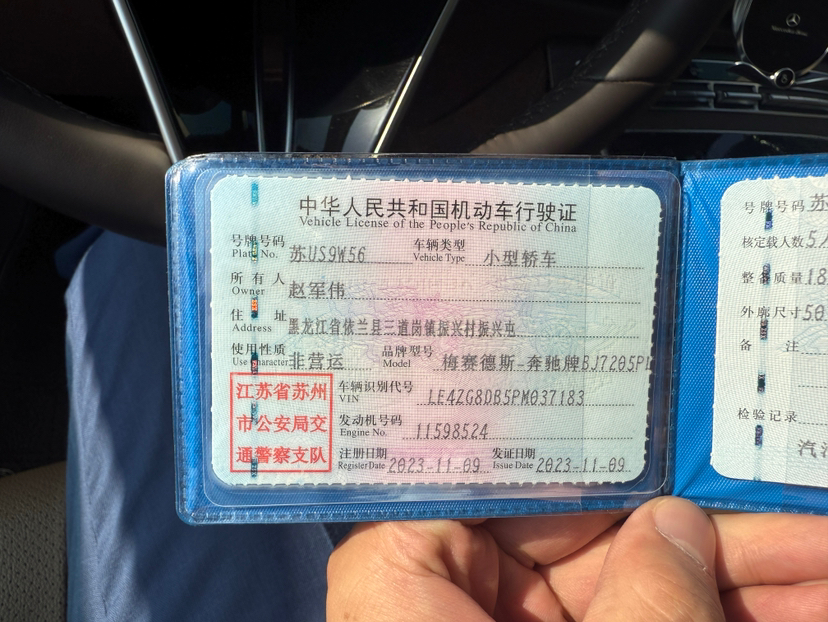 中华人民共和国机动车行驶证
Vehicle License of the People's Republic of China
号牌号码 苏US9W56 车辆类型 小型轿车
Plate No. Vehicle Type
所有人 赵军伟
Owner
住址 黑龙江省依兰县三道岗镇振兴村振兴屯
Address
使用性质 非营运 品牌型号 梅赛德斯-奔驰牌BJ7205P
Use Character Model
江苏省苏州
市公安局交
通警察支队
车辆识别代号 LE4ZG8DB5PM037183
VIN
发动机号码 11598524
Engine No.
注册日期 2023-11-09 发证日期 2023-11-09
Register Date Issue Date
号牌号码 苏
核定载人数 5
整备质量 18
外廓尺寸 50
备注
检验记录
Mercedes-Benz